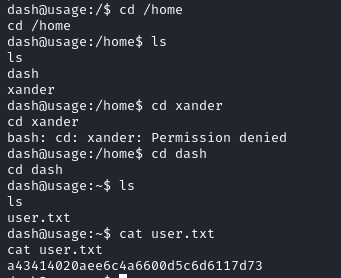 dash@usage:/$ cd /home
cd /home
dash@usage:/home$ ls
ls
dash
xander
dash@usage:/home$ cd xander
cd xander
bash: cd: xander: Permission denied
dash@usage:/home$ cd dash
cd dash
dash@usage:~$ ls
ls
user.txt
dash@usage:~$ cat user.txt
cat user.txt
a43414020aee6c4a6600d5c6d6117d73